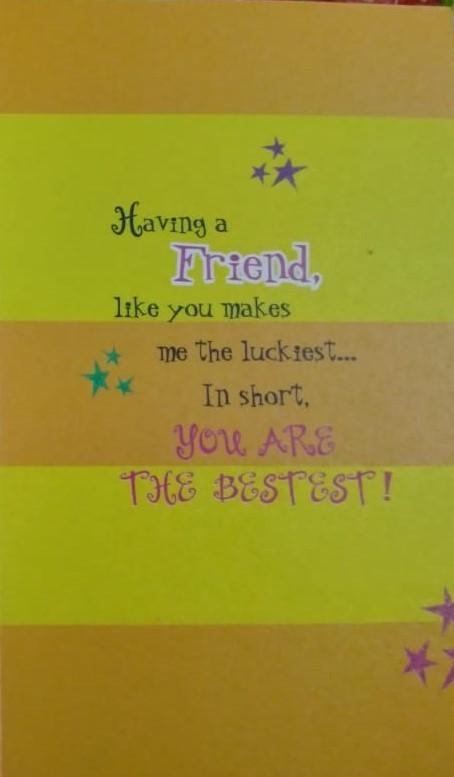 Having a
Friend,
like you makes
me the luckiest...
In short,
YOU ARE
THE BESTEST!